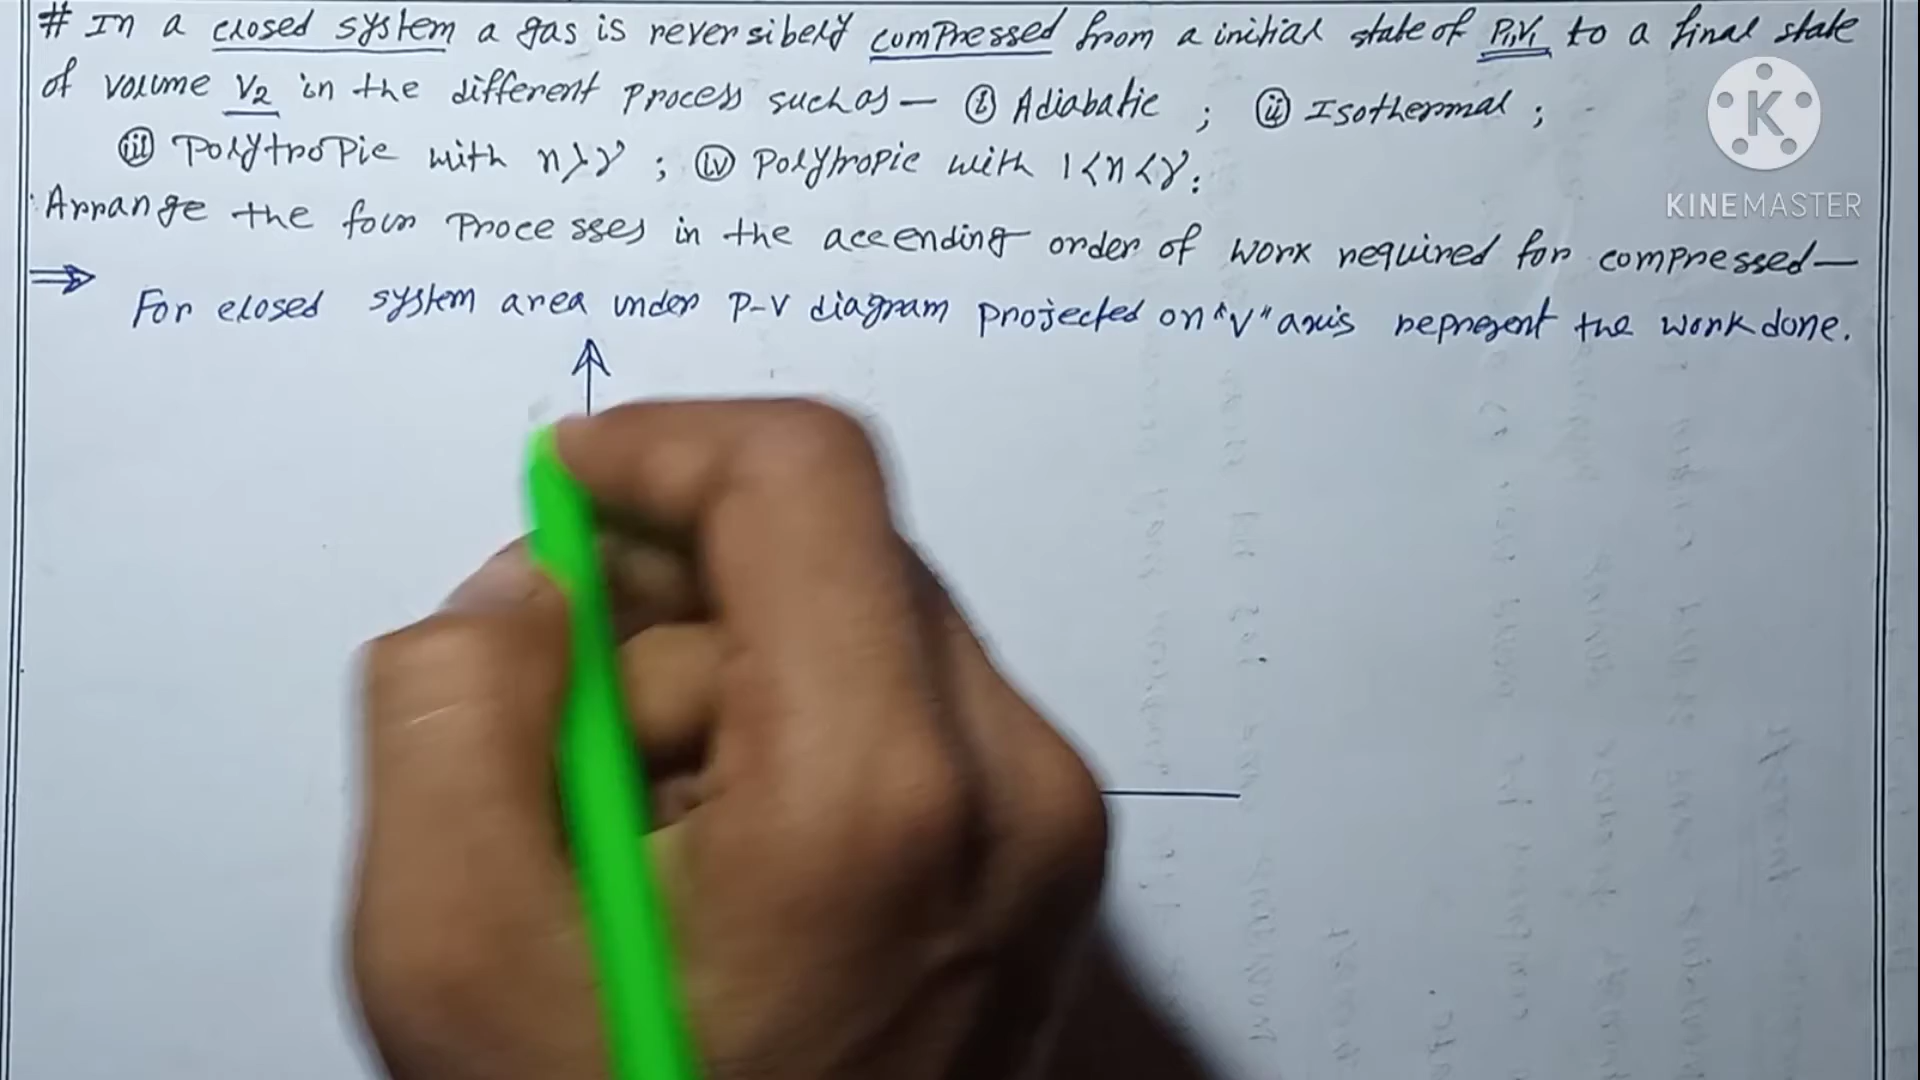 # In a closed system a gas is reversibely compressed from a initial state of P1,V1 to a final state
of volume V2 in the different process such as — (i) Adiabatic ; (ii) Isothermal ;
(iii) Polytropic with n>γ ; (iv) Polytropic with 1<n<γ.
Arrange the four processes in the accending order of work required for compressed—
⇒ For closed system area under P-V diagram projected on "V" axis represent the work done.
K
KINEMASTER